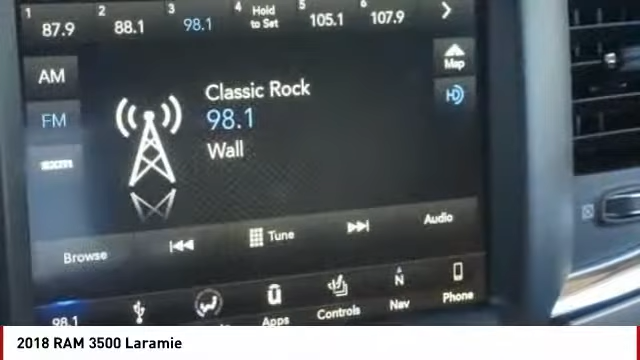 1 2 3 4 5 6
87.9 88.1 98.1 Hold to Set 105.1 107.9
AM
Map
Classic Rock
FM
98.1
HD
Wall
sxm
Browse
Tune
Audio
98.1
Apps
Controls
N
Nav
Phone
2018 RAM 3500 Laramie